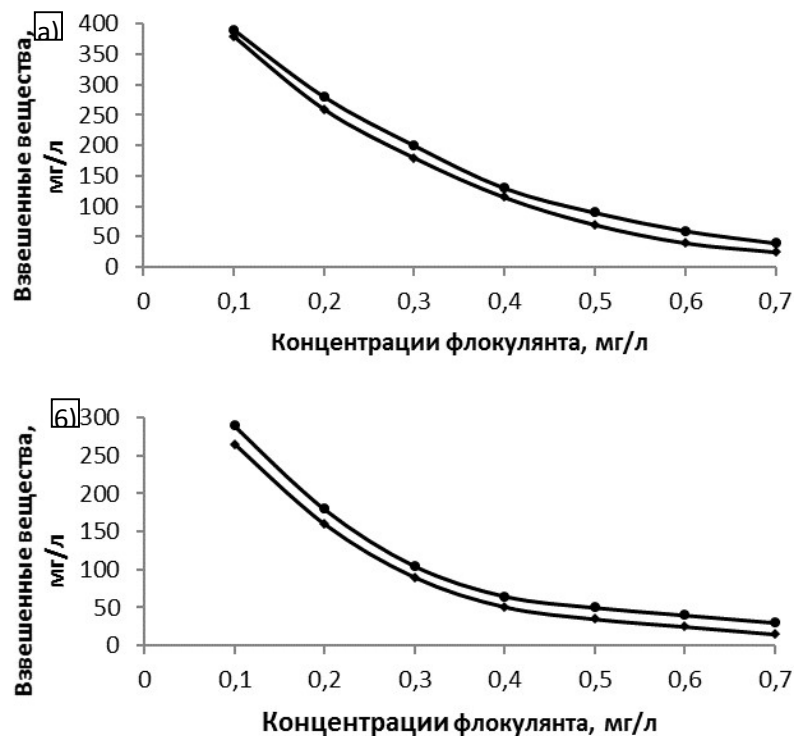 а)
Взвешенные вещества,
мг/л
400
350
300
250
200
150
100
50
0
0 0,1 0,2 0,3 0,4 0,5 0,6 0,7
Концентрации флокулянта, мг/л
б)
Взвешенные вещества,
мг/л
300
250
200
150
100
50
0
0 0,1 0,2 0,3 0,4 0,5 0,6 0,7
Концентрации флокулянта, мг/л